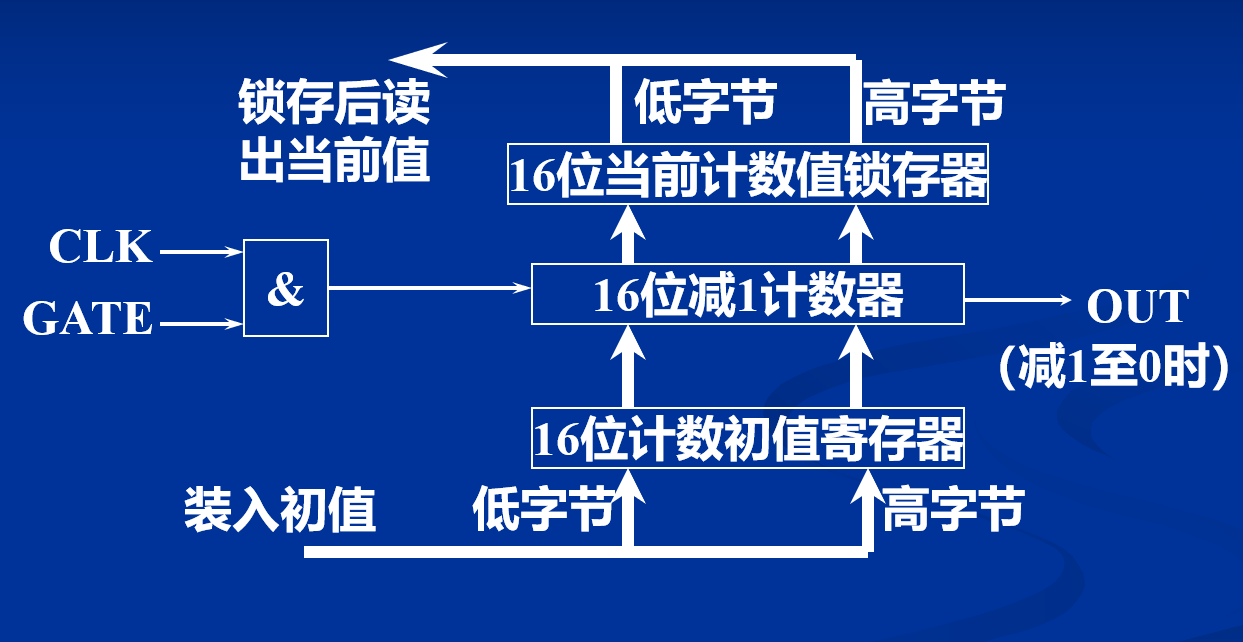 锁存后读
出当前值
低字节
高字节
16位当前计数值锁存器
CLK
GATE
&
16位减1计数器
OUT
（减1至0时）
16位计数初值寄存器
装入初值
低字节
高字节